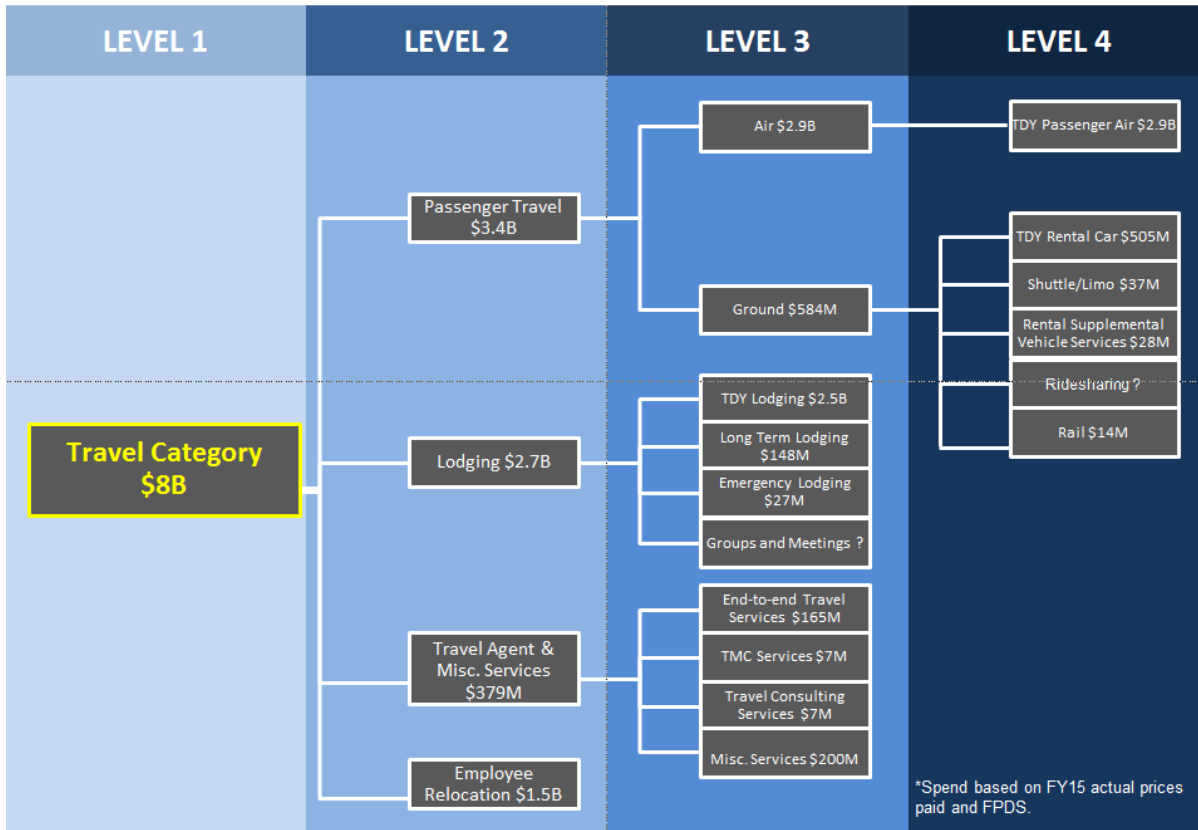 LEVEL 1
LEVEL 2
LEVEL 3
LEVEL 4
Travel Category
$8B
Passenger Travel
$3.4B
Lodging $2.7B
Travel Agent &
Misc. Services
$379M
Employee
Relocation $1.5B
Air $2.9B
Ground $584M
TDY Lodging $2.5B
Long Term Lodging
$148M
Emergency Lodging
$27M
Groups and Meetings ?
End-to-end Travel
Services $165M
TMC Services $7M
Travel Consulting
Services $7M
Misc. Services $200M
TDY Passenger Air $2.9B
TDY Rental Car $505M
Shuttle/Limo $37M
Rental Supplemental
Vehicle Services $28M
Ridesharing ?
Rail $14M
*Spend based on FY15 actual prices
paid and FPDS.